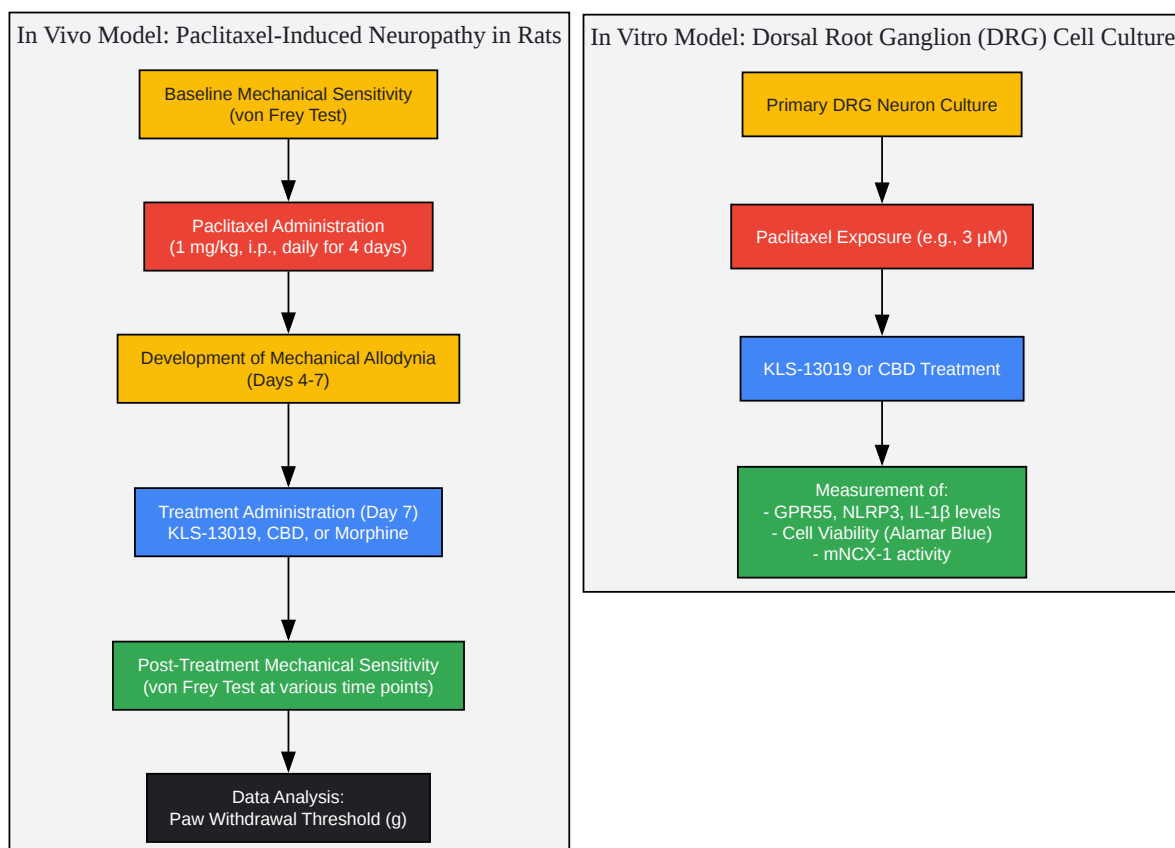 In Vivo Model: Paclitaxel-Induced Neuropathy in Rats
Baseline Mechanical Sensitivity
(von Frey Test)
Paclitaxel Administration
(1 mg/kg, i.p., daily for 4 days)
Development of Mechanical Allodynia
(Days 4-7)
Treatment Administration (Day 7)
KLS-13019, CBD, or Morphine
Post-Treatment Mechanical Sensitivity
(von Frey Test at various time points)
Data Analysis:
Paw Withdrawal Threshold (g)
In Vitro Model: Dorsal Root Ganglion (DRG) Cell Culture
Primary DRG Neuron Culture
Paclitaxel Exposure (e.g., 3 µM)
KLS-13019 or CBD Treatment
Measurement of:
- GPR55, NLRP3, IL-1β levels
- Cell Viability (Alamar Blue)
- mNCX-1 activity